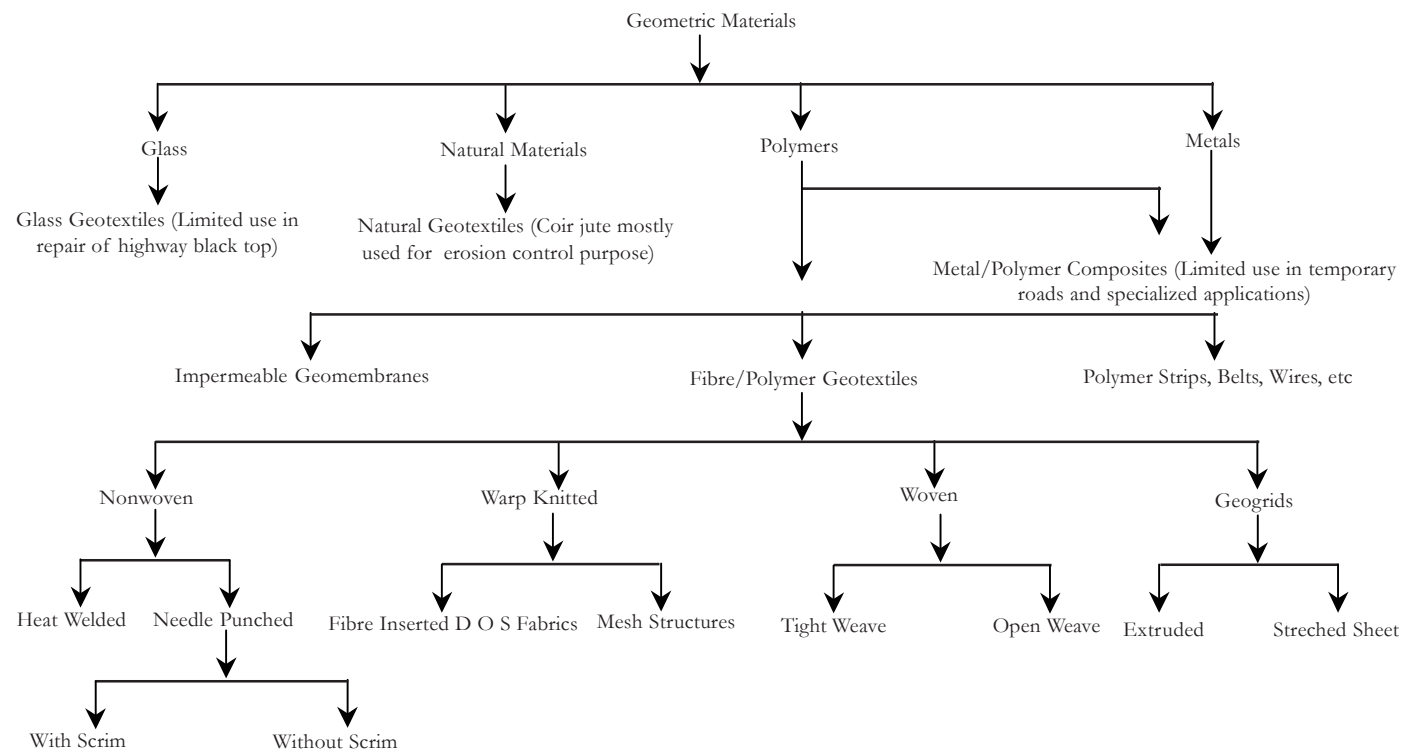 Geometric Materials
Glass
Natural Materials
Polymers
Metals
Glass Geotextiles (Limited use in
repair of highway black top)
Natural Geotextiles (Coir jute mostly
used for erosion control purpose)
Metal/Polymer Composites (Limited use in temporary
roads and specialized applications)
Impermeable Geomembranes
Fibre/Polymer Geotextiles
Polymer Strips, Belts, Wires, etc
Nonwoven
Warp Knitted
Woven
Geogrids
Heat Welded
Needle Punched
Fibre Inserted D O S Fabrics
Mesh Structures
Tight Weave
Open Weave
Extruded
Streched Sheet
With Scrim
Without Scrim